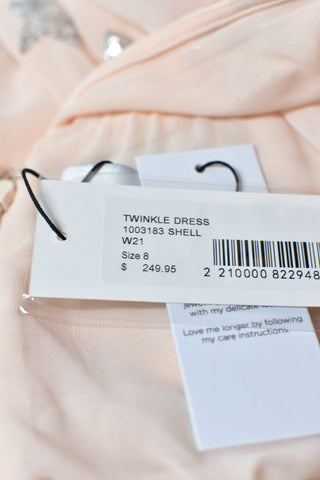 TWINKLE DRESS
1003183 SHELL
W21
Size 8
$ 249.95
2 210000 822948
with my delicate
Love me longer by following
my care instructions.